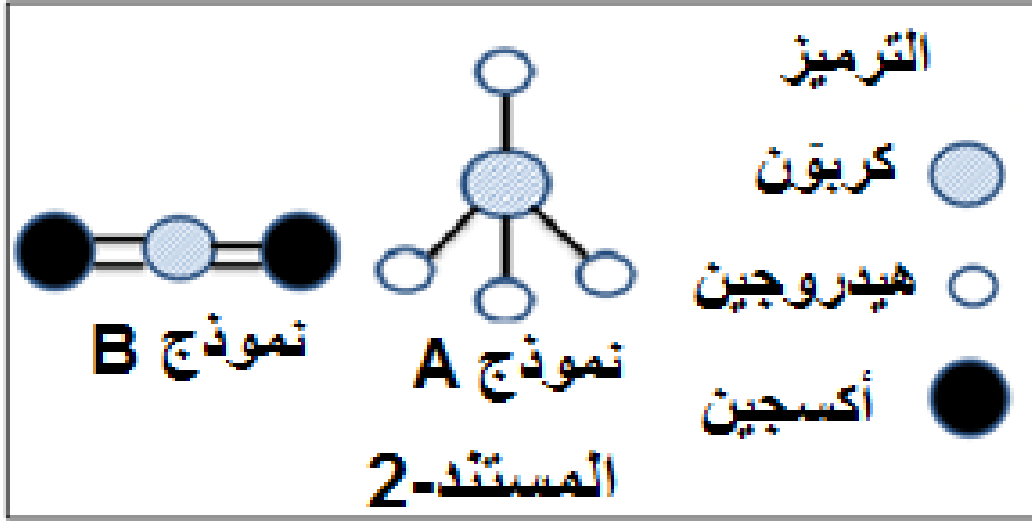 الترميز
كربون
هيدروجين
أكسجين
نموذج A
نموذج B
المستند-2